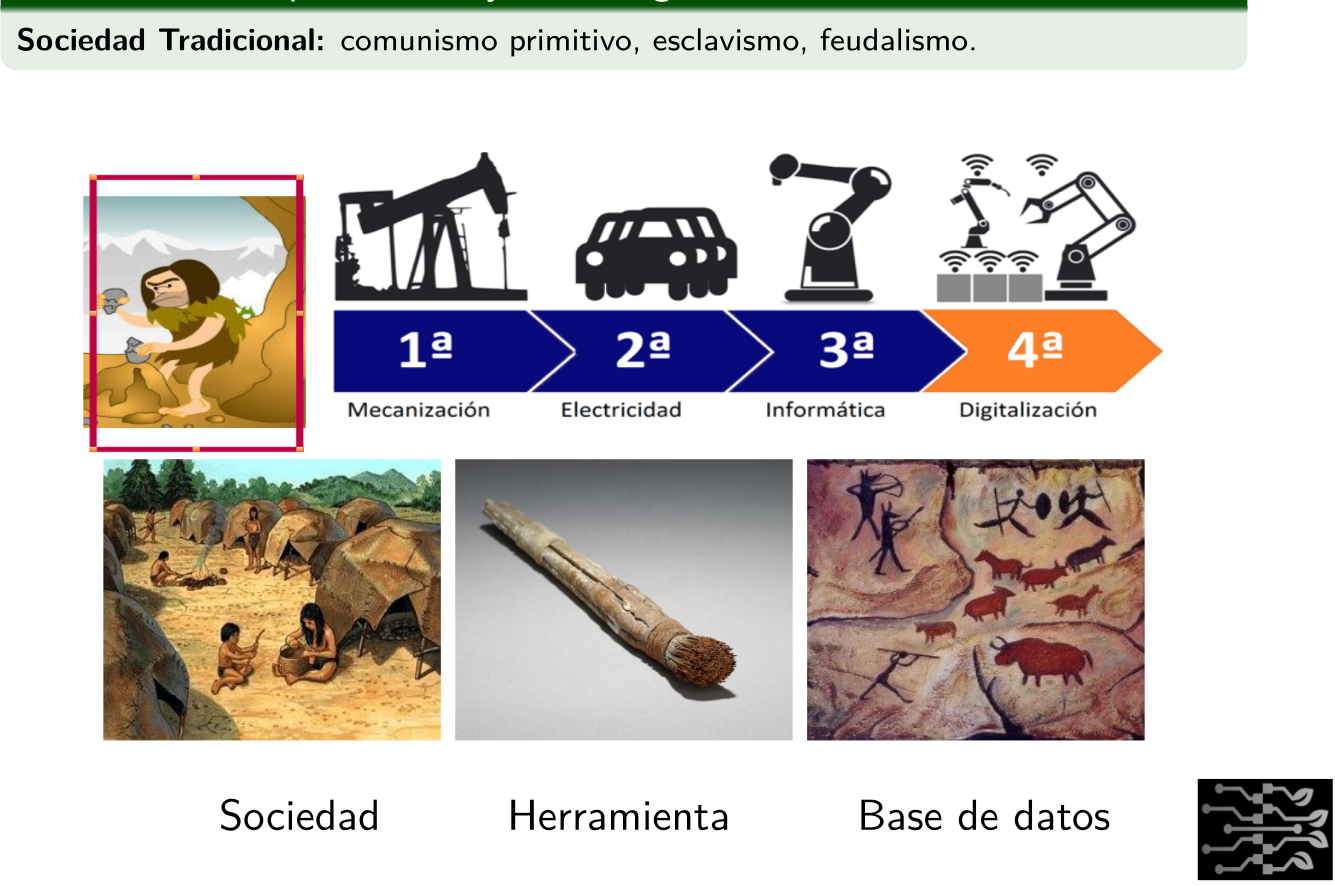 Sociedad Tradicional: comunismo primitivo, esclavismo, feudalismo.
1ª 2ª 3ª 4ª
Mecanización Electricidad Informática Digitalización
Sociedad Herramienta Base de datos